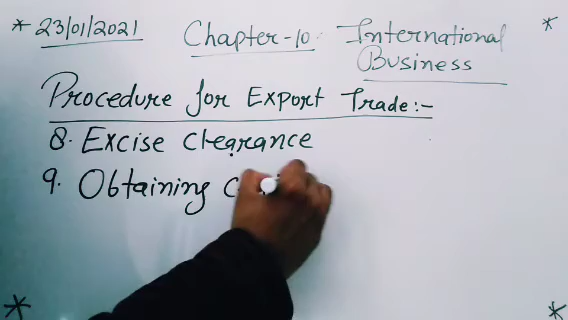 * 23/01/2021 Chapter-10 International *
Business
Procedure for Export Trade:-
8. Excise Clearance
9. Obtaining C
* *